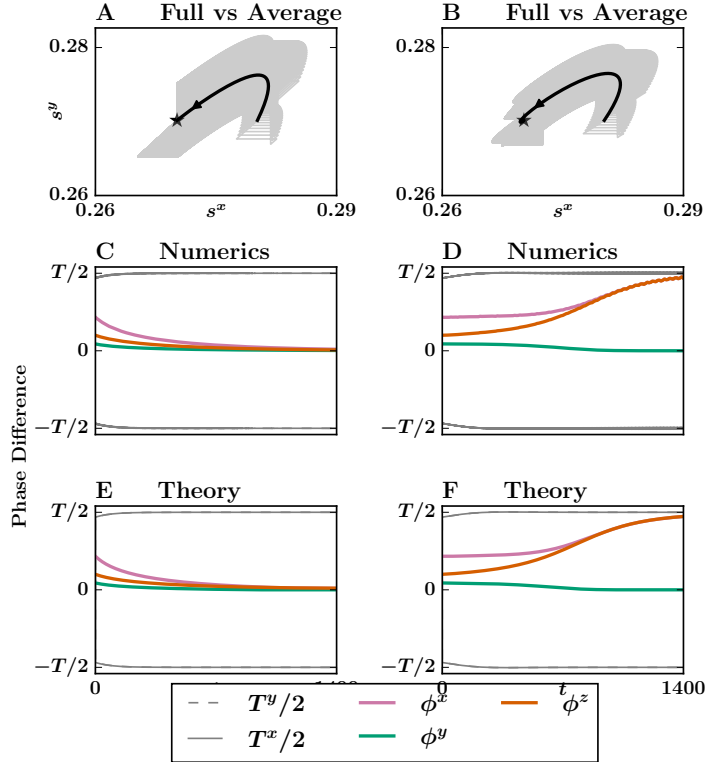 A Full vs Average
B Full vs Average
0.28
0.28
s^y
0.26
0.26
0.26 s^x 0.29
0.26 s^x 0.29
C Numerics
D Numerics
T/2
0
−T/2
T/2
0
−T/2
Phase Difference
E Theory
F Theory
T/2
0
−T/2
T/2
0
−T/2
0
0 t 1400
T^y/2
T^x/2
ϕ^x
ϕ^y
ϕ^z